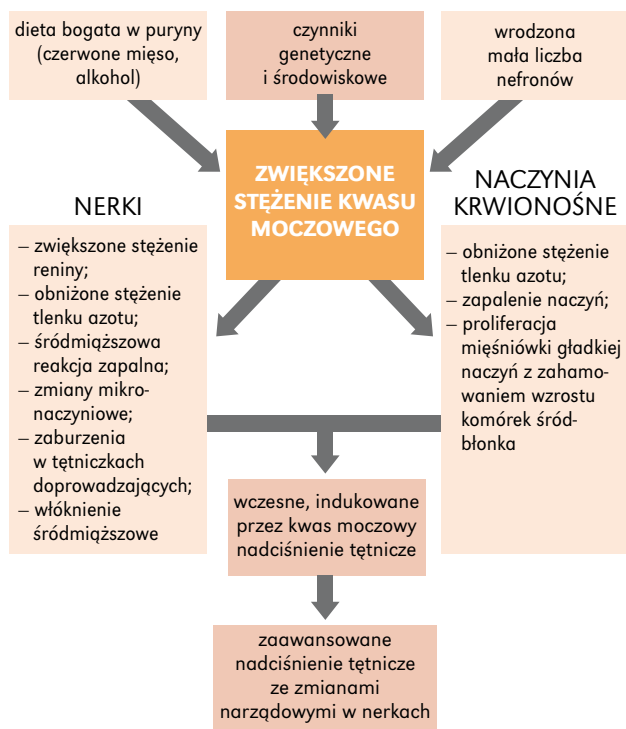 dieta bogata w puryny
(czerwone mięso,
alkohol)
czynniki
genetyczne
i środowiskowe
wrodzona
mała liczba
nefronów
ZWIĘKSZONE
STĘŻENIE KWASU
MOCZOWEGO
NERKI
– zwiększone stężenie
reniny;
– obniżone stężenie
tlenku azotu;
– śródmiąższowa
reakcja zapalna;
– zmiany mikro-
naczyniowe;
– zaburzenia
w tętniczkach
doprowadzających;
– włóknienie
śródmiąższowe
NACZYNIA
KRWIONOŚNE
– obniżone stężenie
tlenku azotu;
– zapalenie naczyń;
– proliferacja
mięśniówki gładkiej
naczyń z zahamo-
waniem wzrostu
komórek śród-
błonka
wczesne, indukowane
przez kwas moczowy
nadciśnienie tętnicze
zaawansowane
nadciśnienie tętnicze
ze zmianami
narządowymi w nerkach